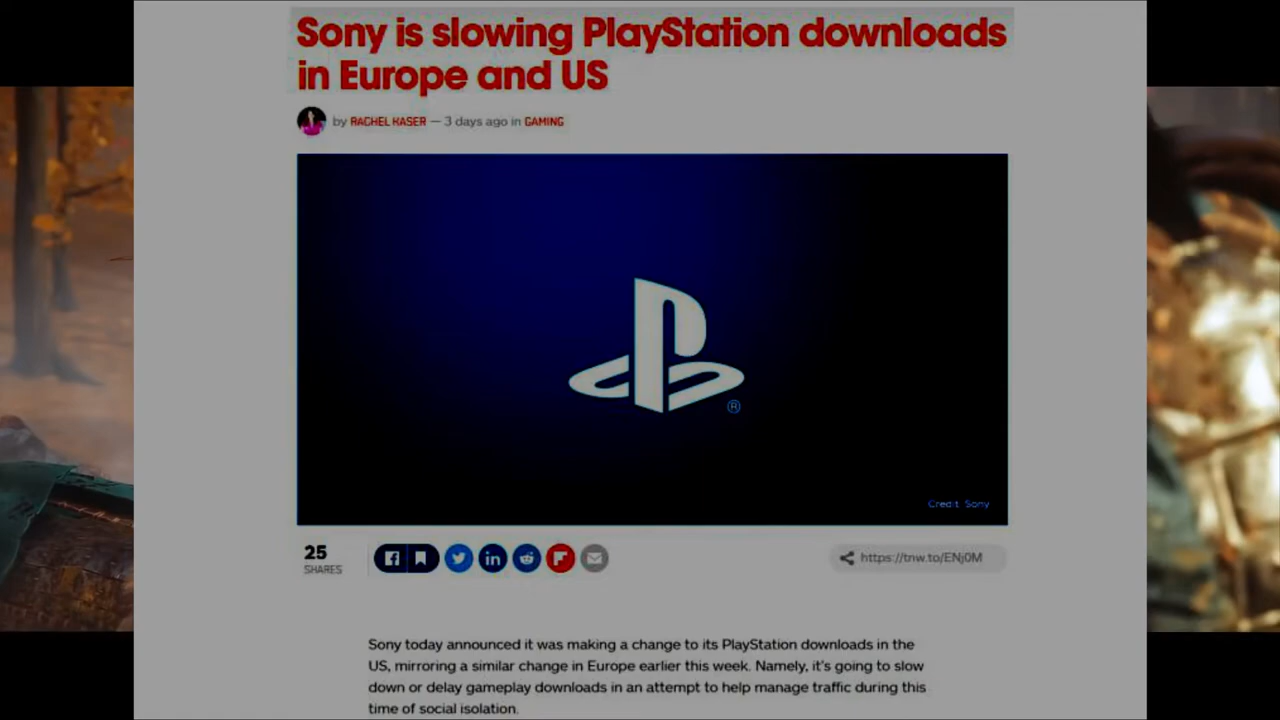 Sony is slowing PlayStation downloads
in Europe and US
by RACHEL KASER — 3 days ago in GAMING
®
Credit: Sony
25
SHARES
https://tnw.to/ENj0M
Sony today announced it was making a change to its PlayStation downloads in the
US, mirroring a similar change in Europe earlier this week. Namely, it's going to slow
down or delay gameplay downloads in an attempt to help manage traffic during this
time of social isolation.